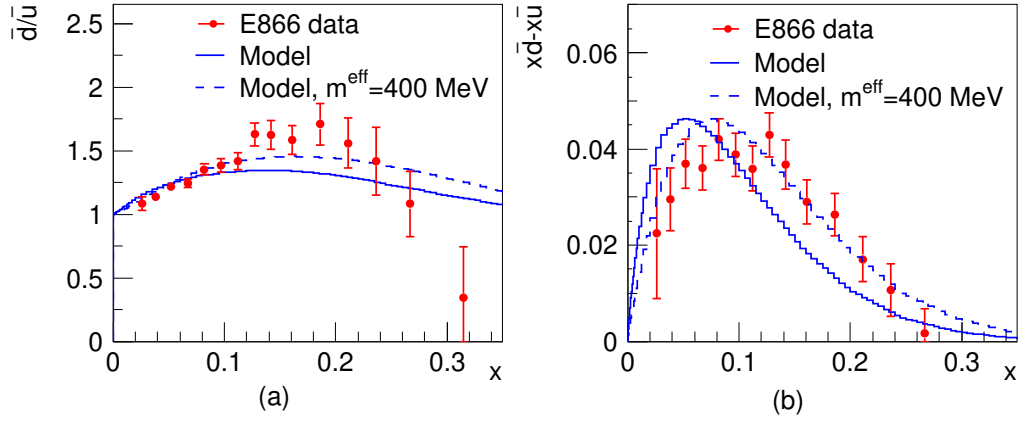 d̄/ū
2.5
2
1.5
1
0.5
0
0 0.1 0.2 0.3 x
E866 data
Model
Model, m^eff=400 MeV
(a)
xd̄-xū
0.06
0.04
0.02
0
0 0.1 0.2 0.3 x
E866 data
Model
Model, m^eff=400 MeV
(b)